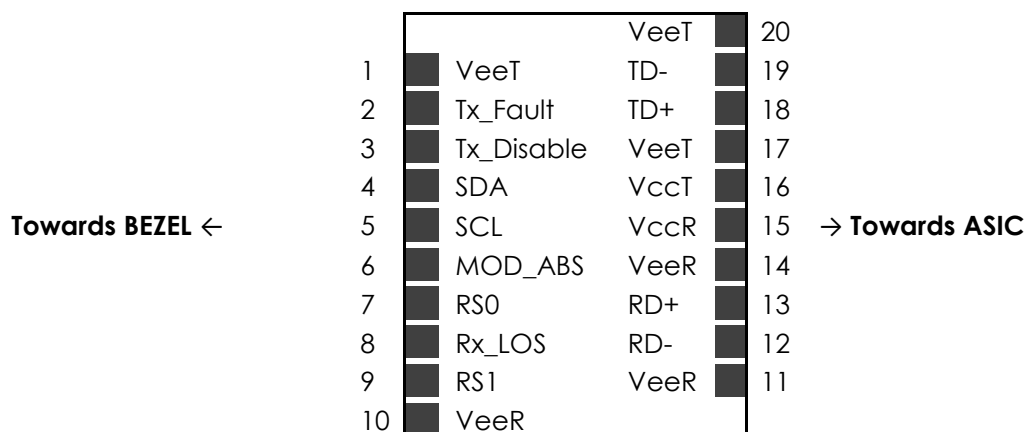 VeeT 20
1 VeeT TD- 19
2 Tx_Fault TD+ 18
3 Tx_Disable VeeT 17
4 SDA VccT 16
Towards BEZEL ← 5 SCL VccR 15 → Towards ASIC
6 MOD_ABS VeeR 14
7 RS0 RD+ 13
8 Rx_LOS RD- 12
9 RS1 VeeR 11
10 VeeR